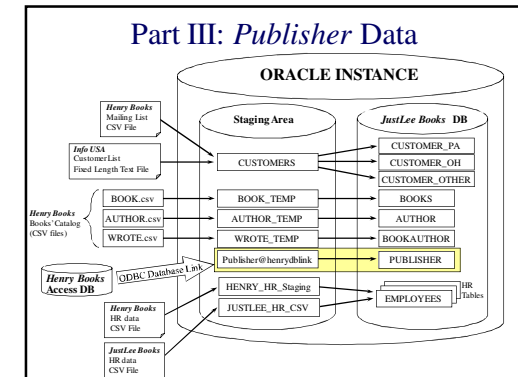 Part III: Publisher Data
ORACLE INSTANCE
Henry Books
Mailing List
CSV File
Info USA
CustomerList
Fixed Length Text File
Staging Area
CUSTOMERS
JustLee Books DB
CUSTOMER_PA
CUSTOMER_OH
CUSTOMER_OTHER
Henry Books
Books' Catalog
(CSV files)
BOOK.csv
BOOK_TEMP
BOOKS
AUTHOR.csv
AUTHOR_TEMP
AUTHOR
WROTE.csv
WROTE_TEMP
BOOKAUTHOR
Henry Books
Access DB
ODBC Database Link
Publisher@henrydblink
PUBLISHER
HENRY_HR_Staging
JUSTLEE_HR_CSV
EMPLOYEES
HR
Tables
Henry Books
HR data
CSV File
JustLee Books
HR data
CSV File